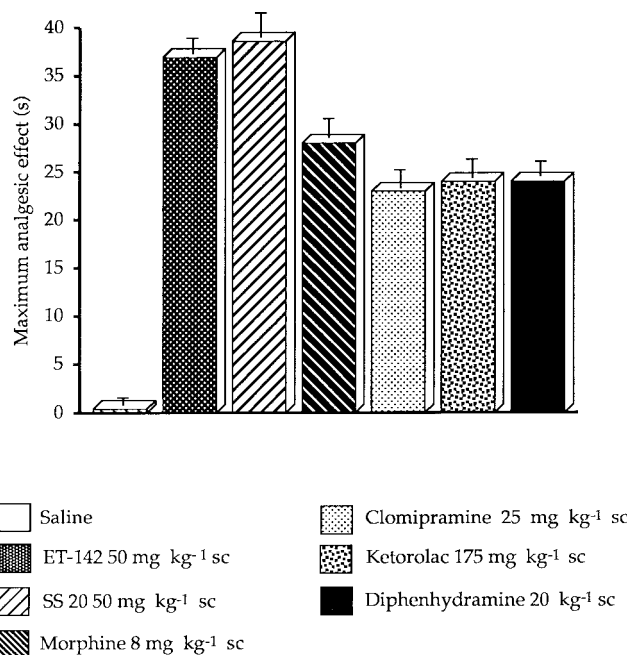 40
35
30
25
20
15
10
5
0
Maximum analgesic effect (s)
Saline
ET-142 50 mg kg-1 sc
SS 20 50 mg kg-1 sc
Morphine 8 mg kg-1 sc
Clomipramine 25 mg kg-1 sc
Ketorolac 175 mg kg-1 sc
Diphenhydramine 20 kg-1 sc